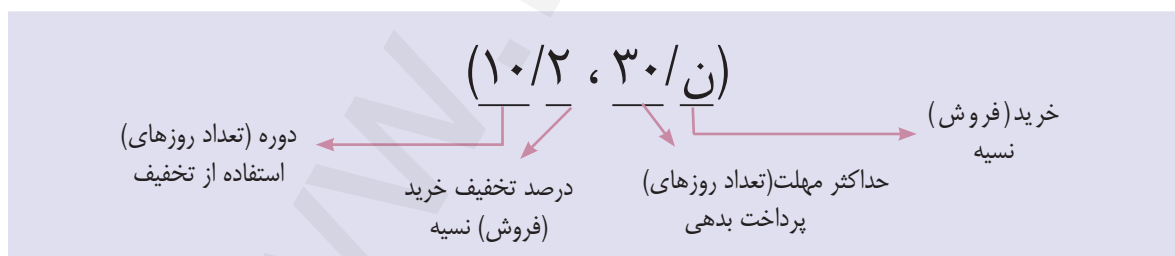 (ن/۳۰ ، ۲/۱۰)
خرید(فروش)
نسیه
حداکثر مهلت(تعداد روزهای)
پرداخت بدهی
درصد تخفیف خرید
(فروش) نسیه
دوره (تعداد روزهای)
استفاده از تخفیف